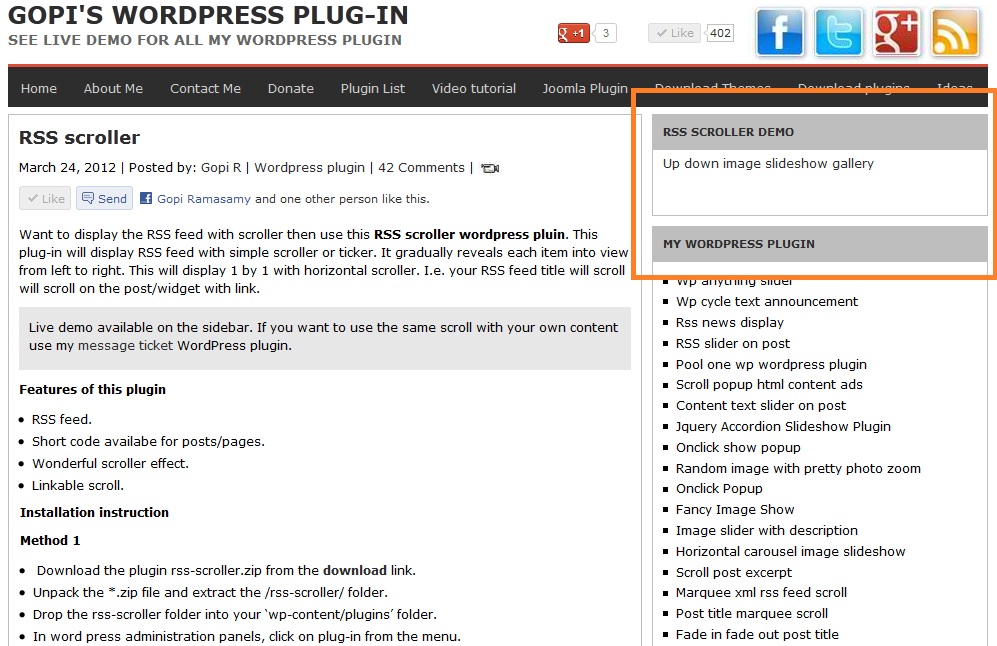 GOPI'S WORDPRESS PLUG-IN
SEE LIVE DEMO FOR ALL MY WORDPRESS PLUGIN
+1 3
Like 402
Home About Me Contact Me Donate Plugin List Video tutorial Joomla Plugin Download Themes Download plugins Ideas
RSS scroller
March 24, 2012 | Posted by: Gopi R | Wordpress plugin | 42 Comments |
Like Send Gopi Ramasamy and one other person like this.
Want to display the RSS feed with scroller then use this RSS scroller wordpress pluin. This
plug-in will display RSS feed with simple scroller or ticker. It gradually reveals each item into view
from left to right. This will display 1 by 1 with horizontal scroller. I.e. your RSS feed title will scroll
will scroll on the post/widget with link.
Live demo available on the sidebar. If you want to use the same scroll with your own content
use my message ticket WordPress plugin.
Features of this plugin
RSS feed.
Short code availabe for posts/pages.
Wonderful scroller effect.
Linkable scroll.
Installation instruction
Method 1
Download the plugin rss-scroller.zip from the download link.
Unpack the *.zip file and extract the /rss-scroller/ folder.
Drop the rss-scroller folder into your ‘wp-content/plugins’ folder.
In word press administration panels, click on plug-in from the menu.
RSS SCROLLER DEMO
Up down image slideshow gallery
MY WORDPRESS PLUGIN
Wp anything slider
Wp cycle text announcement
Rss news display
RSS slider on post
Pool one wp wordpress plugin
Scroll popup html content ads
Content text slider on post
Jquery Accordion Slideshow Plugin
Onclick show popup
Random image with pretty photo zoom
Onclick Popup
Fancy Image Show
Image slider with description
Horizontal carousel image slideshow
Scroll post excerpt
Marquee xml rss feed scroll
Post title marquee scroll
Fade in fade out post title